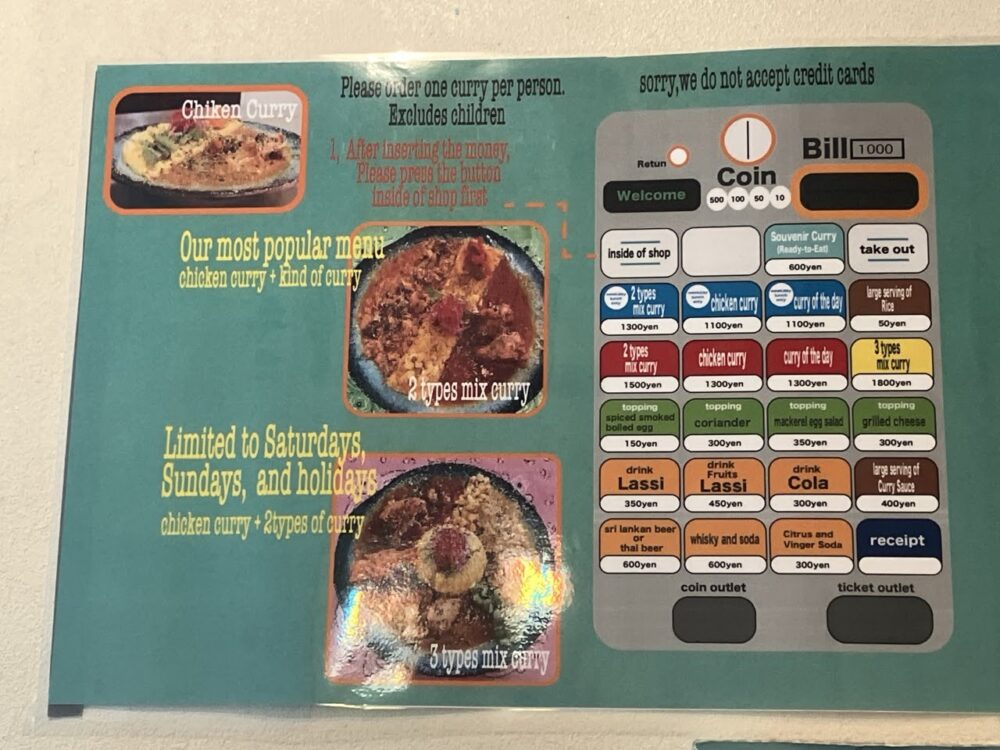 Chiken Curry
Please order one curry per person.
Excludes children
1, After inserting the money,
Please press the button
inside of shop first
Our most popular menu
chicken curry + kind of curry
2 types mix curry
Limited to Saturdays,
Sundays, and holidays
chicken curry + 2types of curry
3 types mix curry
sorry,we do not accept credit cards
Retun
Coin
Bill 1000
Welcome
500 100 50 10
inside of shop
Souvenir Curry
(Ready-to-Eat)
600yen
take out
2 types
mix curry
1300yen
chicken curry
1100yen
curry of the day
1100yen
large serving of
Rice
50yen
2 types
mix curry
1500yen
chicken curry
1300yen
curry of the day
1300yen
3 types
mix curry
1800yen
topping
spiced smoked
boiled egg
150yen
topping
coriander
300yen
topping
mackerel egg salad
350yen
topping
grilled cheese
300yen
drink
Lassi
350yen
drink
Fruits
Lassi
450yen
drink
Cola
300yen
large serving of
Curry Sauce
400yen
sri lankan beer
or
thai beer
600yen
whisky and soda
600yen
Citrus and
Vinger Soda
300yen
receipt
coin outlet
ticket outlet